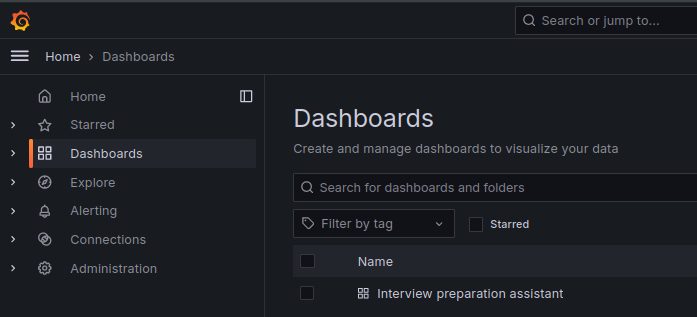 Search or jump to...
Home › Dashboards
Home
Starred
Dashboards
Explore
Alerting
Connections
Administration
Dashboards
Create and manage dashboards to visualize your data
Search for dashboards and folders
Filter by tag
Starred
Name
Interview preparation assistant